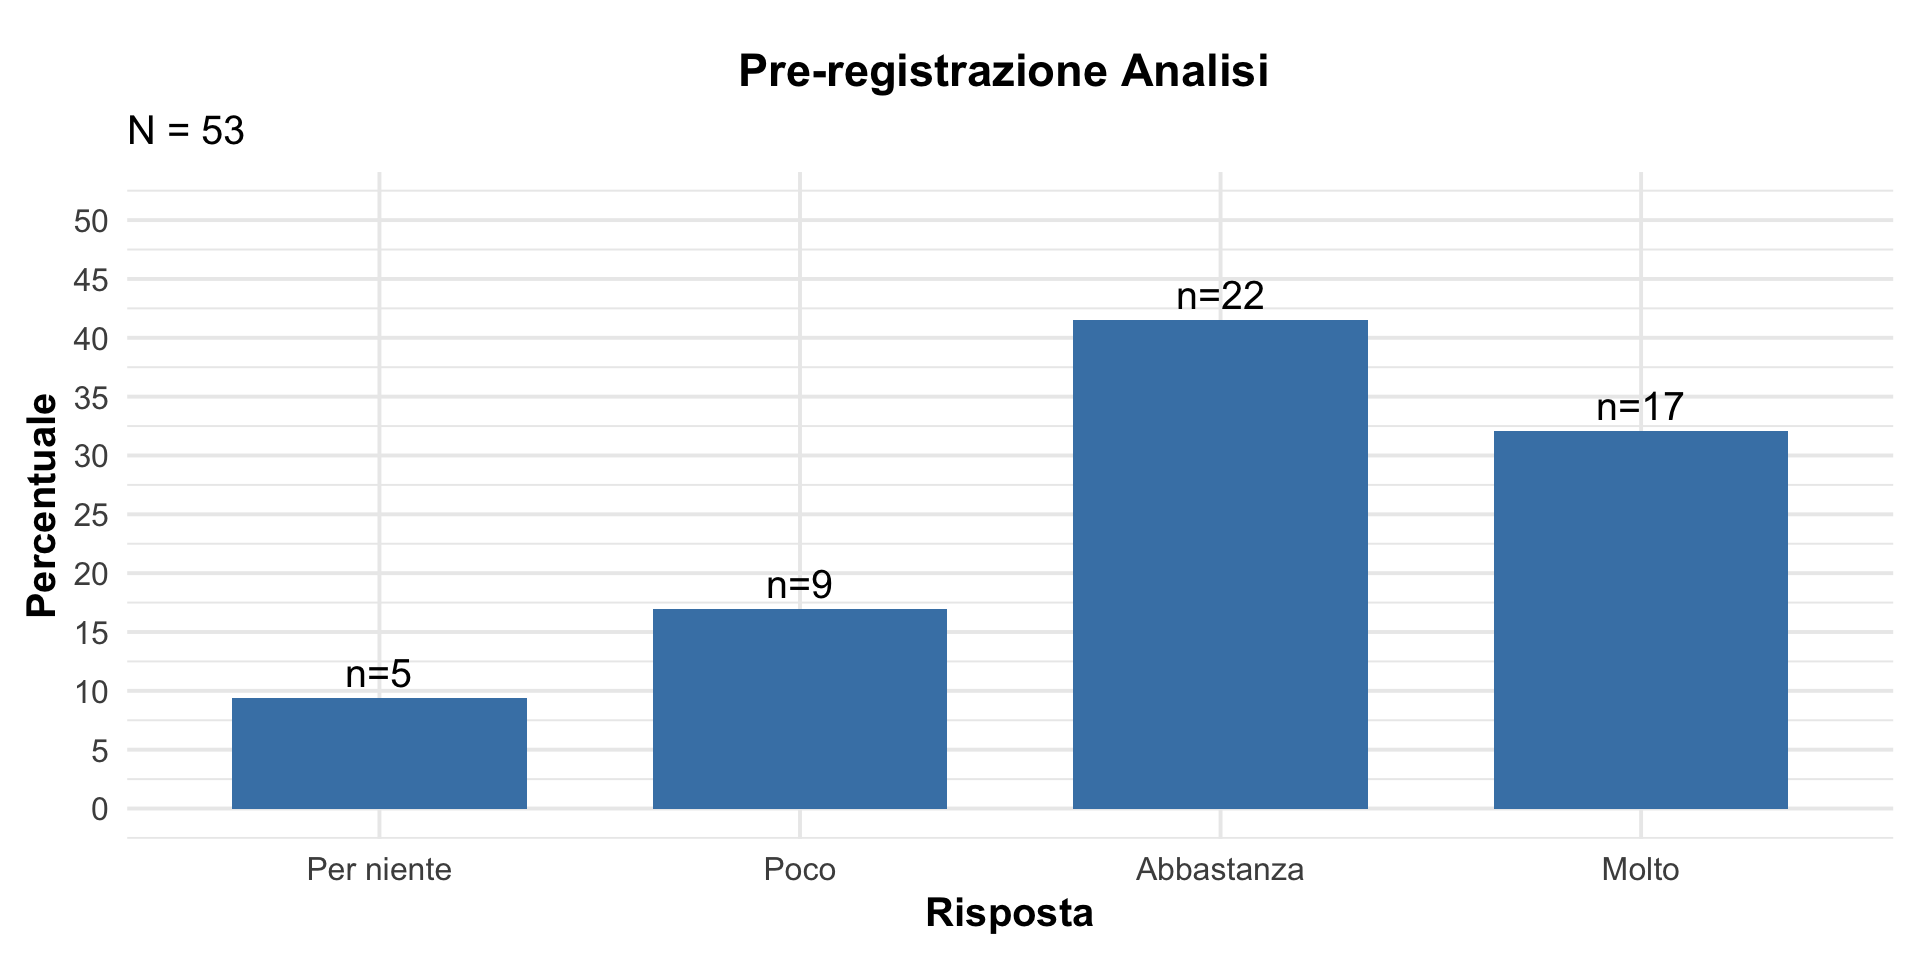 Pre-registrazione Analisi
N = 53
Percentuale
50
45
40
35
30
25
20
15
10
5
0
n=5
n=9
n=22
n=17
Per niente
Poco
Abbastanza
Molto
Risposta